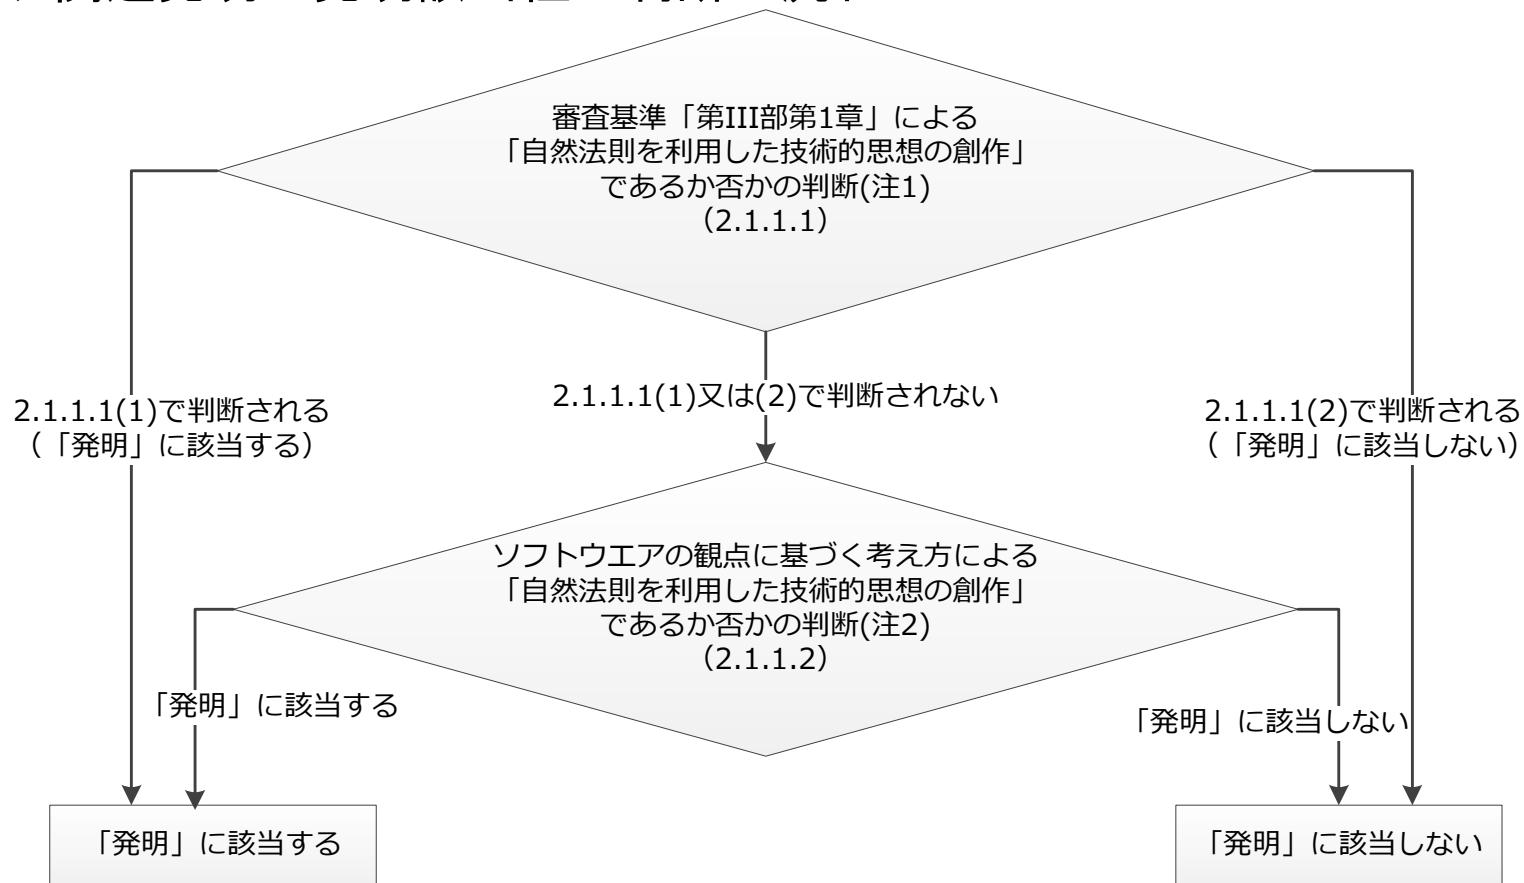 審査基準「第III部第1章」による
「自然法則を利用した技術的思想の創作」
であるか否かの判断(注1)
（2.1.1.1）
2.1.1.1(1)で判断される
（「発明」に該当する）
2.1.1.1(1)又は(2)で判断されない
2.1.1.1(2)で判断される
（「発明」に該当しない）
ソフトウエアの観点に基づく考え方による
「自然法則を利用した技術的思想の創作」
であるか否かの判断(注2)
（2.1.1.2）
「発明」に該当する
「発明」に該当しない
「発明」に該当する
「発明」に該当しない